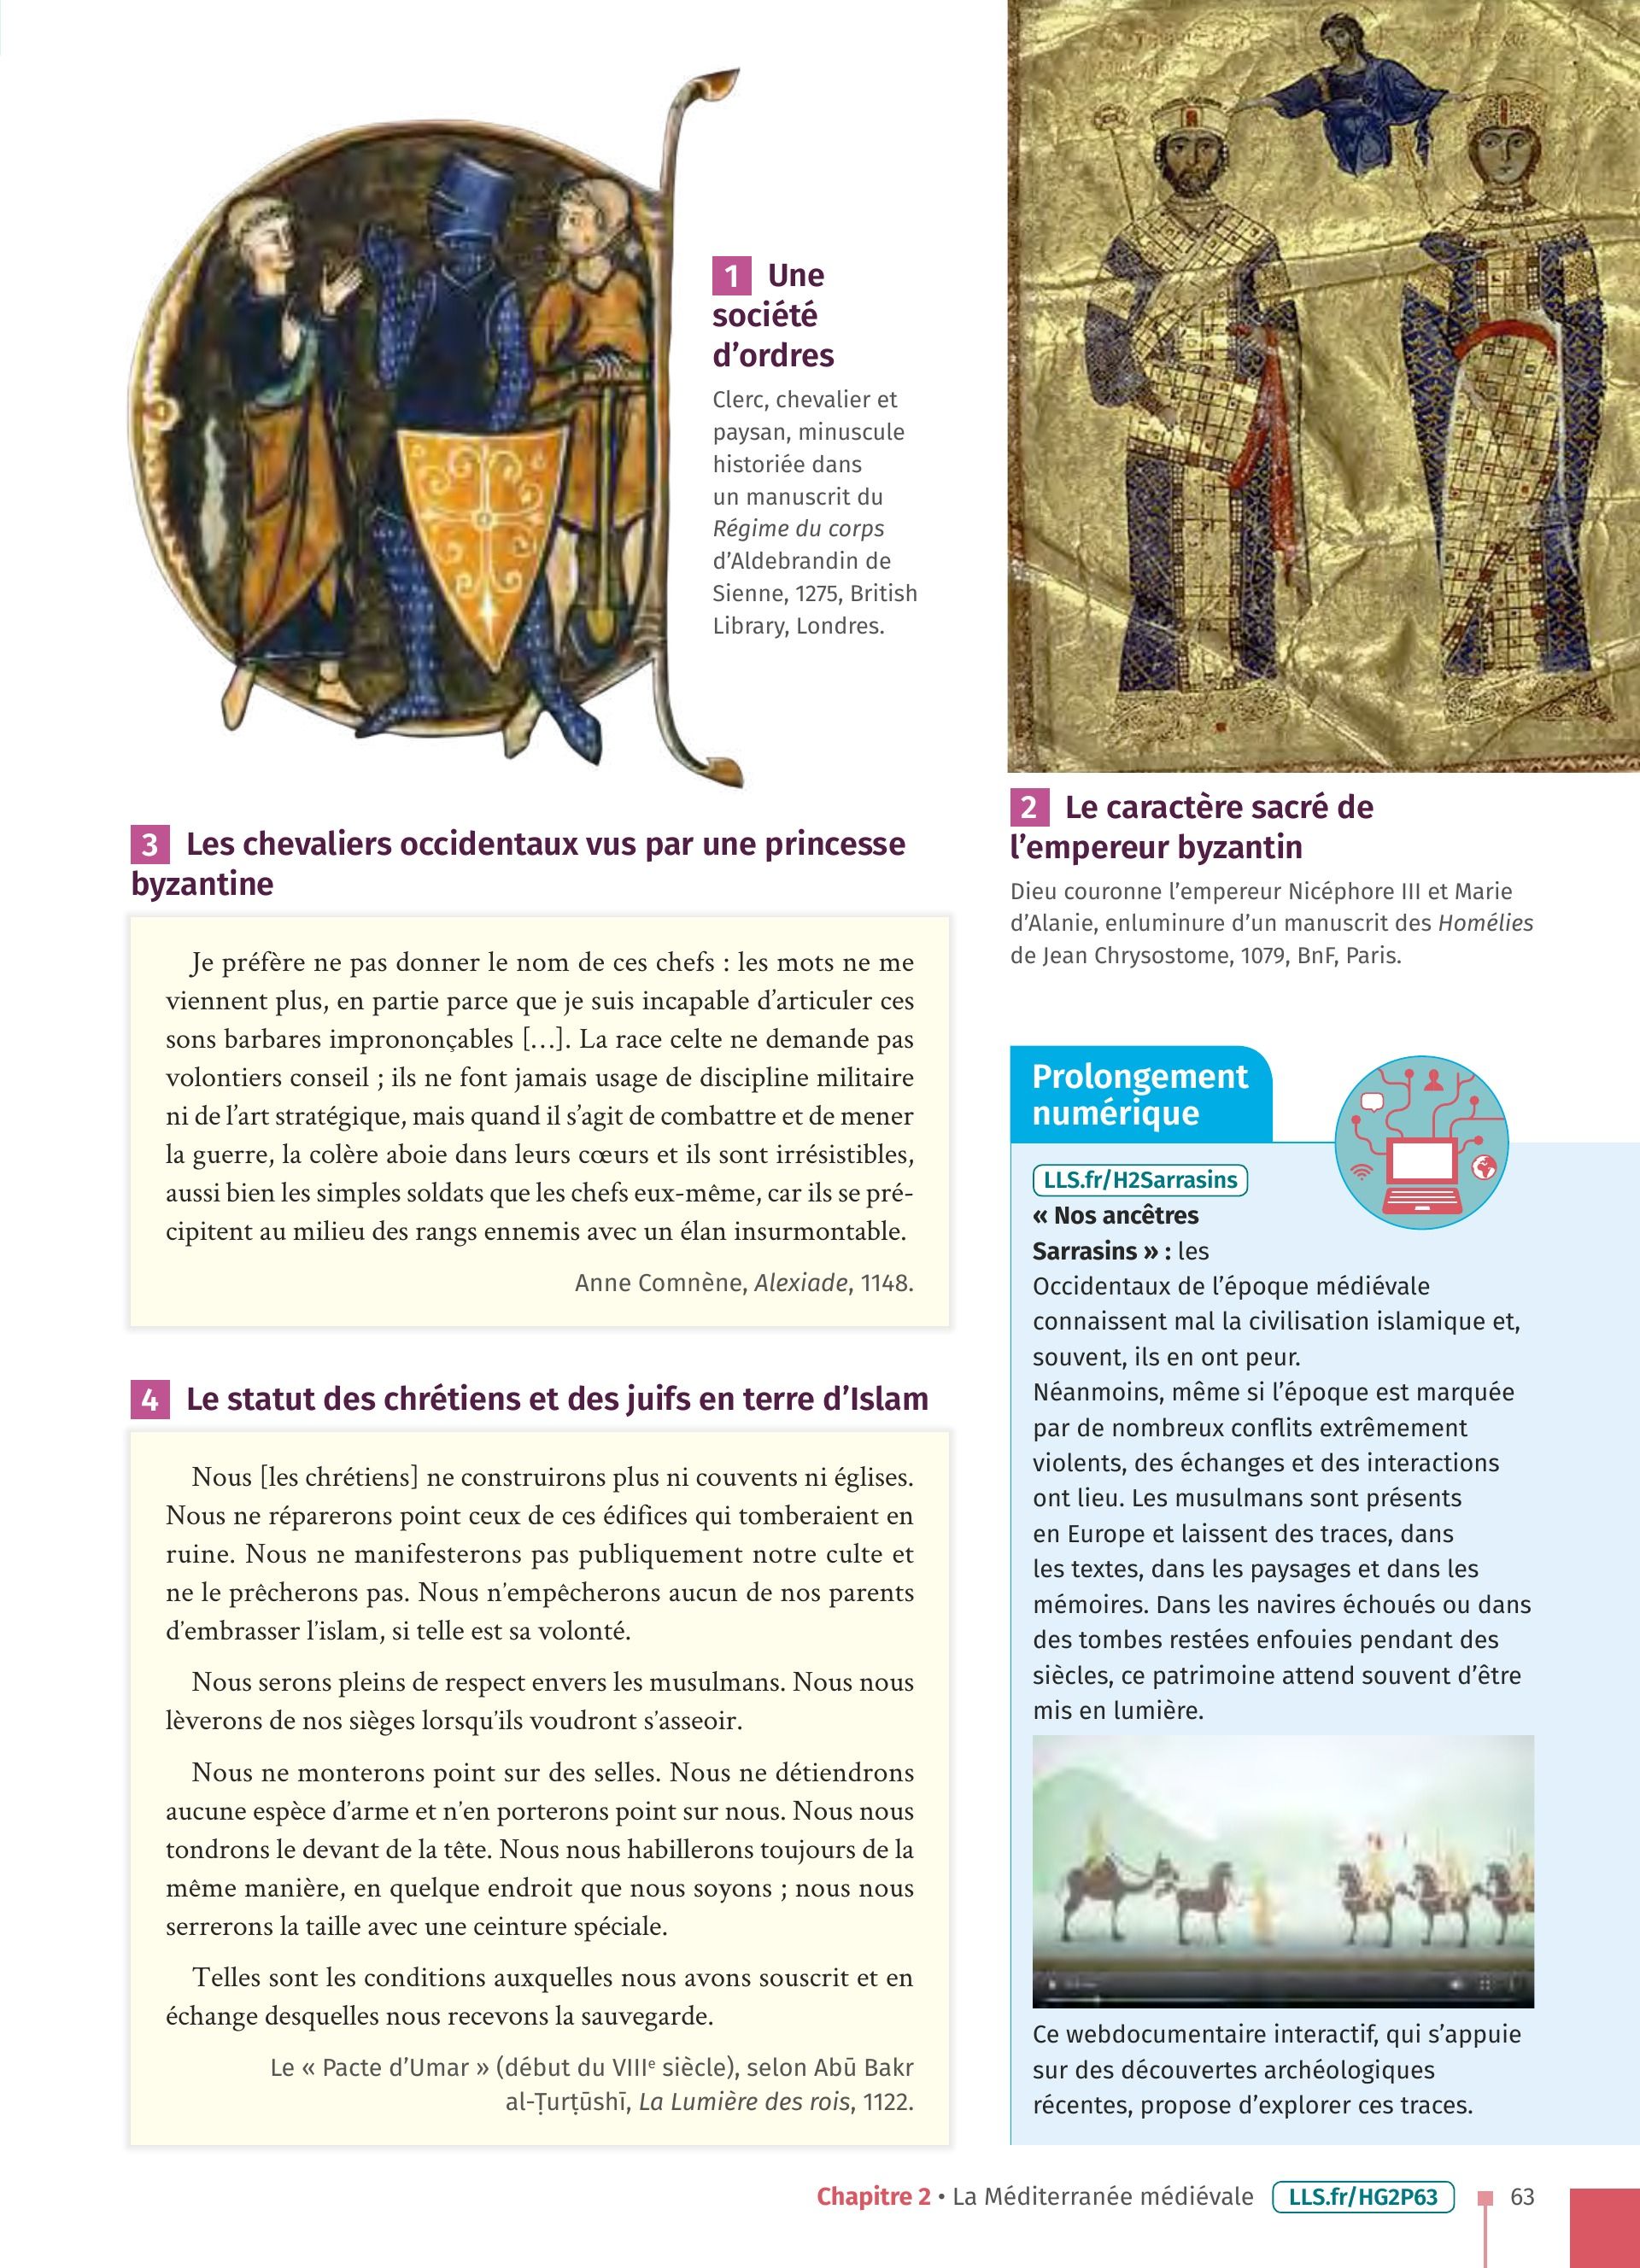 1 Une
société
d’ordres
Clerc, chevalier et
paysan, minuscule
historiée dans
un manuscrit du
Régime du corps
d’Aldebrandin de
Sienne, 1275, British
Library, Londres.
2 Le caractère sacré de
l’empereur byzantin
Dieu couronne l’empereur Nicéphore III et Marie
d’Alanie, enluminure d’un manuscrit des Homélies
de Jean Chrysostome, 1079, BnF, Paris.
3 Les chevaliers occidentaux vus par une princesse
byzantine
Je préfère ne pas donner le nom de ces chefs : les mots ne me
viennent plus, en partie parce que je suis incapable d’articuler ces
sons barbares imprononçables […]. La race celte ne demande pas
volontiers conseil ; ils ne font jamais usage de discipline militaire
ni de l’art stratégique, mais quand il s’agit de combattre et de mener
la guerre, la colère aboie dans leurs cœurs et ils sont irrésistibles,
aussi bien les simples soldats que les chefs eux-même, car ils se pré-
cipitent au milieu des rangs ennemis avec un élan insurmontable.
Anne Comnène, Alexiade, 1148.
4 Le statut des chrétiens et des juifs en terre d’Islam
Nous [les chrétiens] ne construirons plus ni couvents ni églises.
Nous ne réparerons point ceux de ces édifices qui tomberaient en
ruine. Nous ne manifesterons pas publiquement notre culte et
ne le prêcherons pas. Nous n’empêcherons aucun de nos parents
d’embrasser l’islam, si telle est sa volonté.
Nous serons pleins de respect envers les musulmans. Nous nous
lèverons de nos sièges lorsqu’ils voudront s’asseoir.
Nous ne monterons point sur des selles. Nous ne détiendrons
aucune espèce d’arme et n’en porterons point sur nous. Nous nous
tondrons le devant de la tête. Nous nous habillerons toujours de la
même manière, en quelque endroit que nous soyons ; nous nous
serrerons la taille avec une ceinture spéciale.
Telles sont les conditions auxquelles nous avons souscrit et en
échange desquelles nous recevons la sauvegarde.
Le « Pacte d’Umar » (début du VIIIᵉ siècle), selon Abū Bakr
al-Ṭurṭūshī, La Lumière des rois, 1122.
Prolongement
numérique
LLS.fr/H2Sarrasins
« Nos ancêtres
Sarrasins » : les
Occidentaux de l’époque médiévale
connaissent mal la civilisation islamique et,
souvent, ils en ont peur.
Néanmoins, même si l’époque est marquée
par de nombreux conflits extrêmement
violents, des échanges et des interactions
ont lieu. Les musulmans sont présents
en Europe et laissent des traces, dans
les textes, dans les paysages et dans les
mémoires. Dans les navires échoués ou dans
des tombes restées enfouies pendant des
siècles, ce patrimoine attend souvent d’être
mis en lumière.
Ce webdocumentaire interactif, qui s’appuie
sur des découvertes archéologiques
récentes, propose d’explorer ces traces.
Chapitre 2 • La Méditerranée médiévale LLS.fr/HG2P63 63